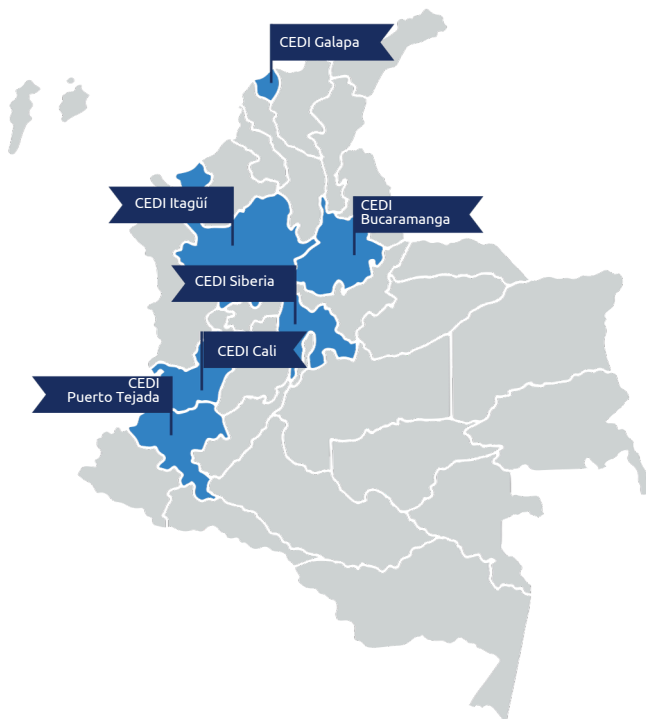 CEDI Galapa
CEDI Itagüí
CEDI
Bucaramanga
CEDI Siberia
CEDI Cali
CEDI
Puerto Tejada